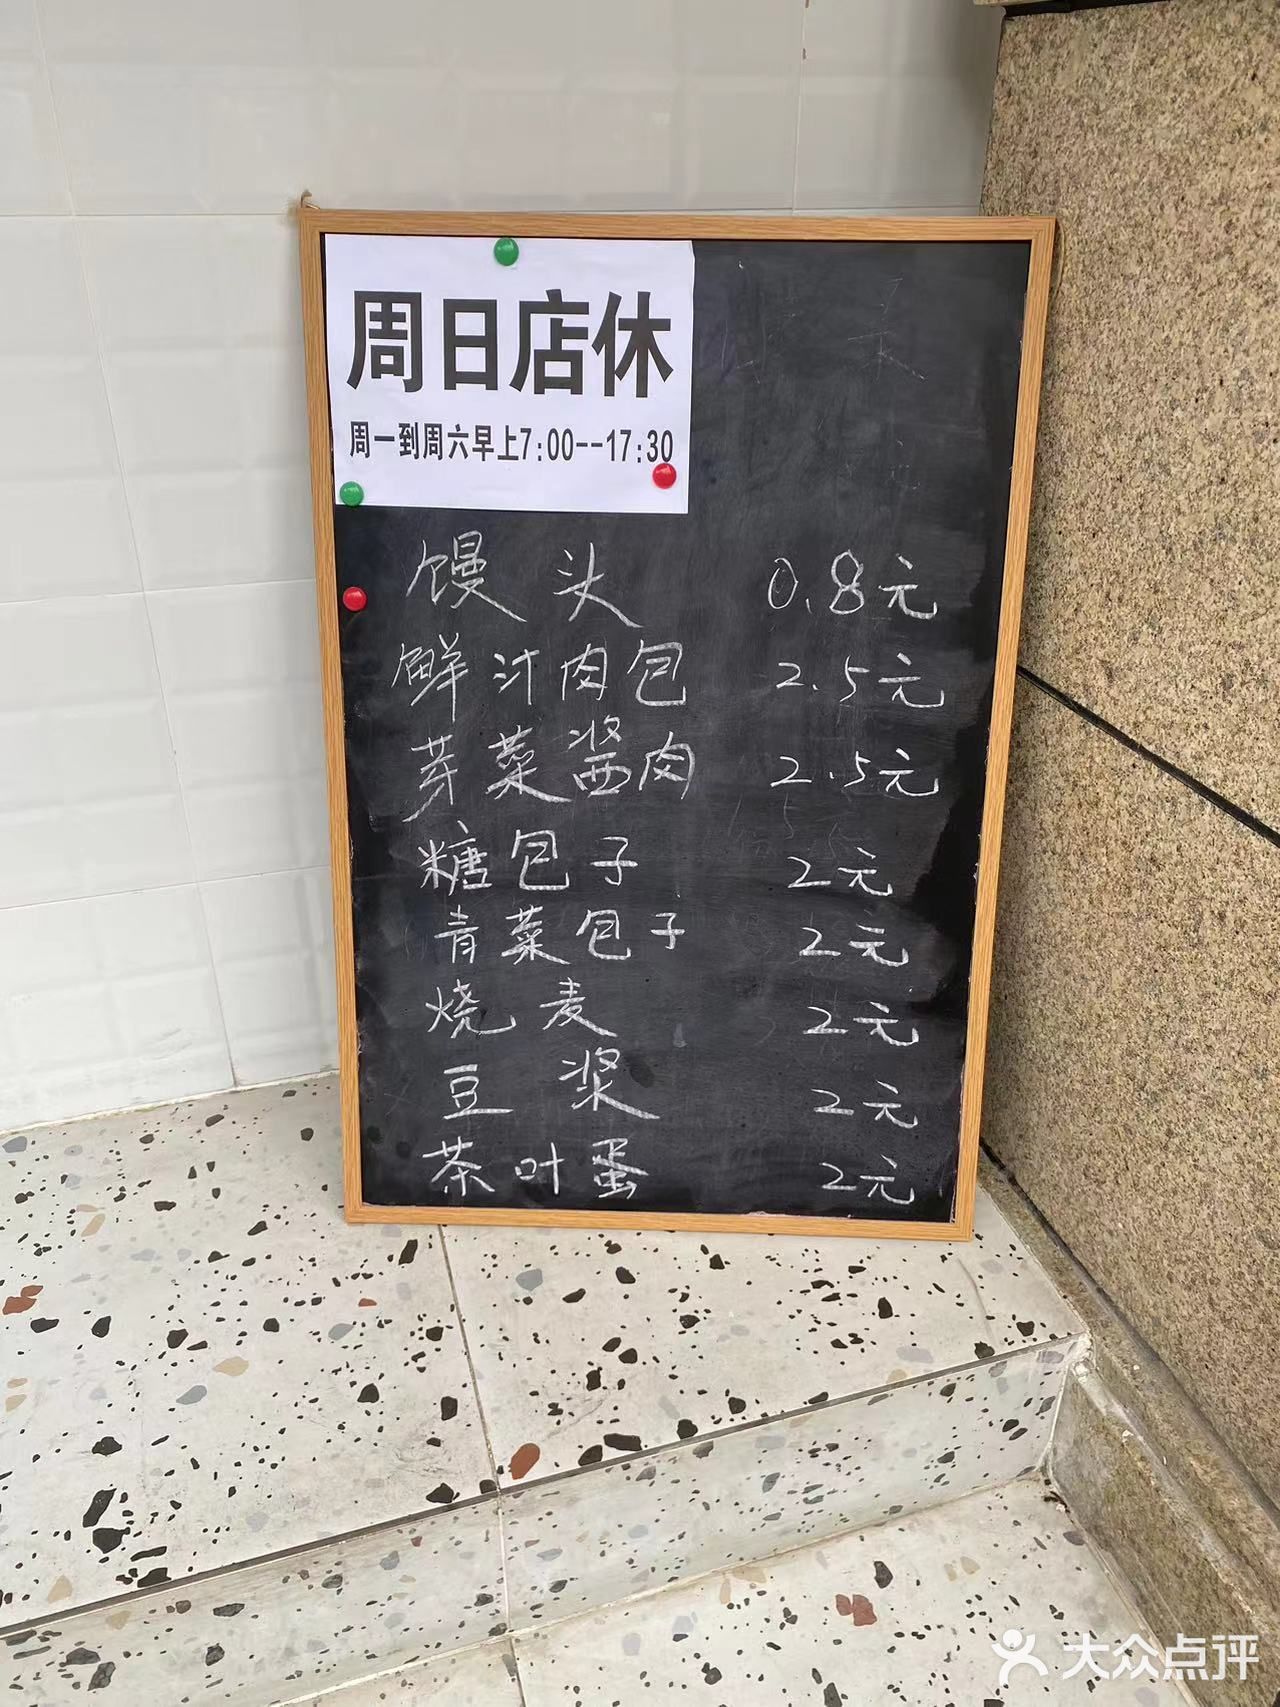 周日店休
周一到周六早上7:00--17:30
馒头 0.8元
鲜汁肉包 2.5元
芽菜酱肉 2.5元
糖包子 2元
青菜包子 2元
烧麦 2元
豆浆 2元
茶叶蛋 2元
大众点评